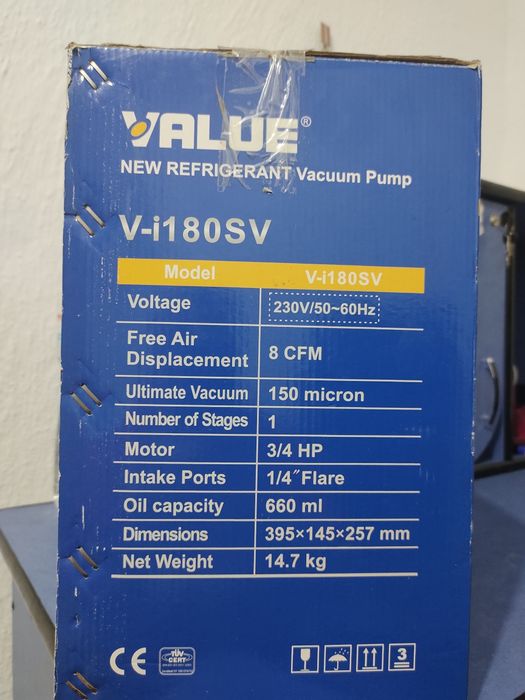 VALUE®
NEW REFRIGERANT Vacuum Pump
V-i180SV
Model V-i180SV
Voltage 230V/50~60Hz
Free Air
Displacement 8 CFM
Ultimate Vacuum 150 micron
Number of Stages 1
Motor 3/4 HP
Intake Ports 1/4″Flare
Oil capacity 660 ml
Dimensions 395×145×257 mm
Net Weight 14.7 kg
CE TÜV
CERT
3